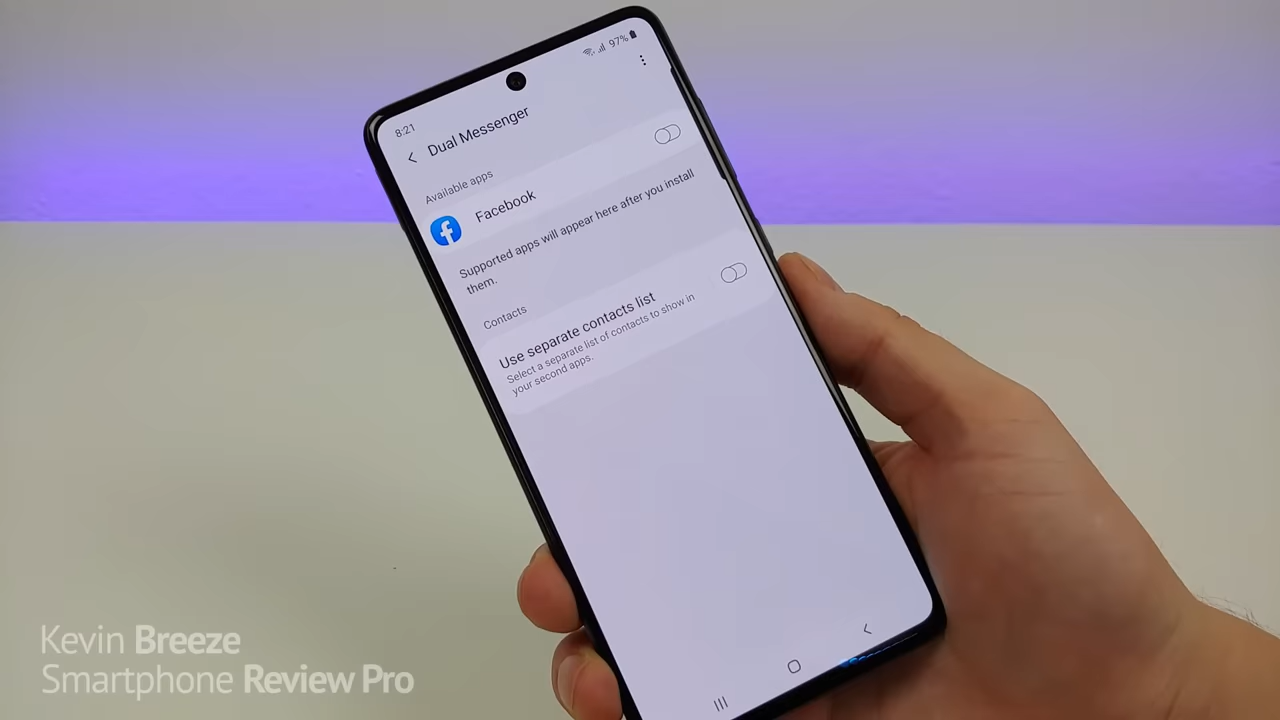 8:21
97%
Dual Messenger
Available apps
Facebook
Supported apps will appear here after you install
them.
Contacts
Use separate contacts list
Select a separate list of contacts to show in
your second apps.
Kevin Breeze
Smartphone Review Pro